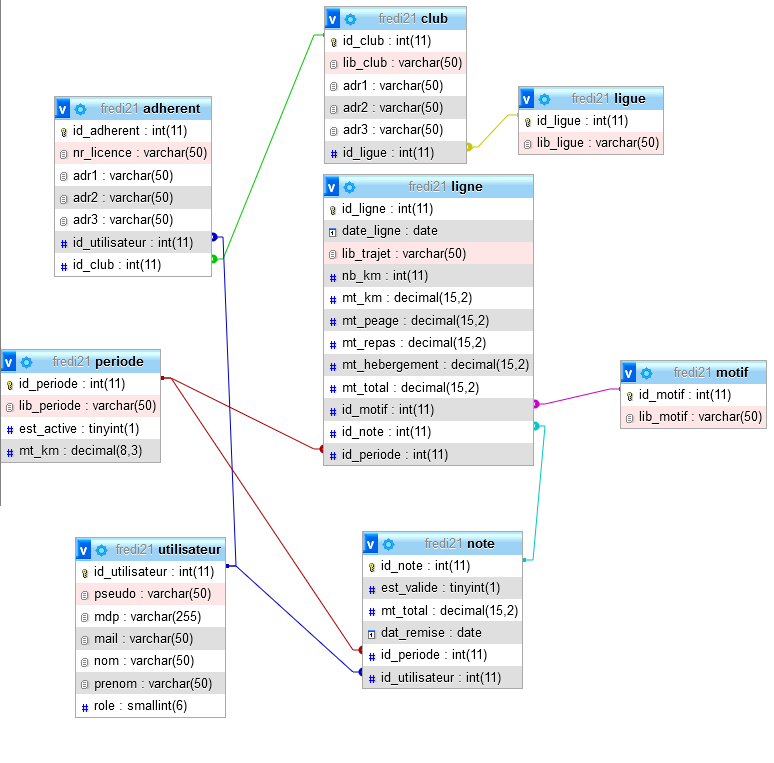 v fredi21 club
id_club : int(11)
lib_club : varchar(50)
adr1 : varchar(50)
adr2 : varchar(50)
adr3 : varchar(50)
id_ligue : int(11)
v fredi21 ligue
id_ligue : int(11)
lib_ligue : varchar(50)
v fredi21 adherent
id_adherent : int(11)
nr_licence : varchar(50)
adr1 : varchar(50)
adr2 : varchar(50)
adr3 : varchar(50)
id_utilisateur : int(11)
id_club : int(11)
v fredi21 ligne
id_ligne : int(11)
date_ligne : date
lib_trajet : varchar(50)
nb_km : int(11)
mt_km : decimal(15,2)
mt_peage : decimal(15,2)
mt_repas : decimal(15,2)
mt_hebergement : decimal(15,2)
mt_total : decimal(15,2)
id_motif : int(11)
id_note : int(11)
id_periode : int(11)
v fredi21 periode
id_periode : int(11)
lib_periode : varchar(50)
est_active : tinyint(1)
mt_km : decimal(8,3)
v fredi21 motif
id_motif : int(11)
lib_motif : varchar(50)
v fredi21 utilisateur
id_utilisateur : int(11)
pseudo : varchar(50)
mdp : varchar(255)
mail : varchar(50)
nom : varchar(50)
prenom : varchar(50)
role : smallint(6)
v fredi21 note
id_note : int(11)
est_valide : tinyint(1)
mt_total : decimal(15,2)
dat_remise : date
id_periode : int(11)
id_utilisateur : int(11)